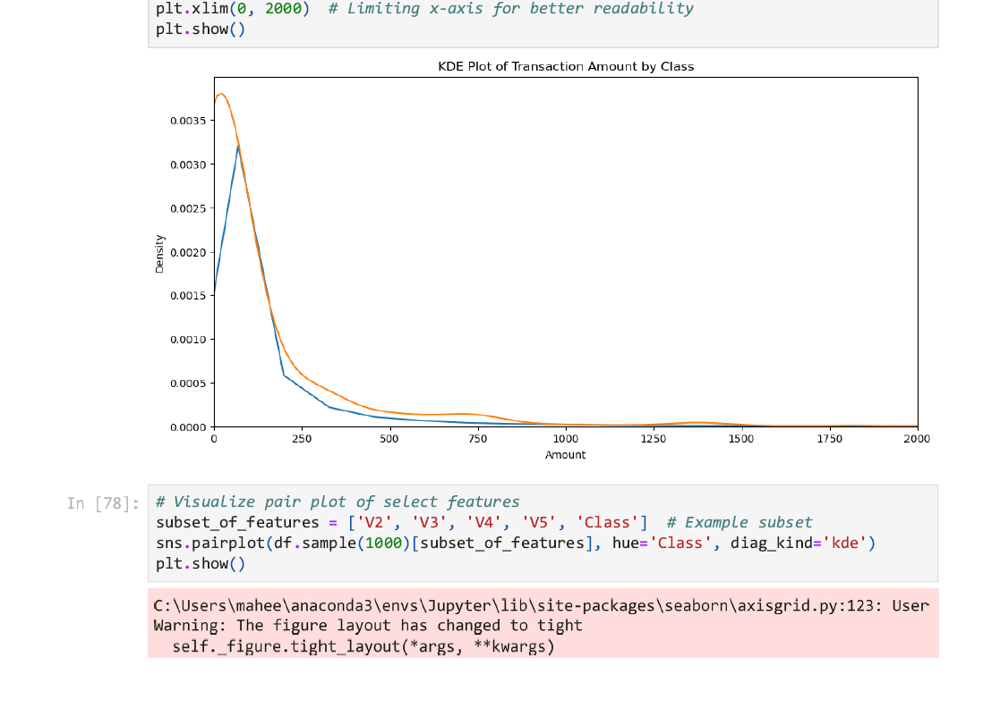 plt.xlim(0, 2000)  # Limiting x-axis for better readability
plt.show()
KDE Plot of Transaction Amount by Class
0.0035
0.0030
0.0025
0.0020
0.0015
0.0010
0.0005
0.0000
Density
0 250 500 750 1000 1250 1500 1750 2000
Amount
In [78]:
# Visualize pair plot of select features
subset_of_features = ['V2', 'V3', 'V4', 'V5', 'Class']  # Example subset
sns.pairplot(df.sample(1000)[subset_of_features], hue='Class', diag_kind='kde')
plt.show()
C:\Users\mahee\anaconda3\envs\Jupyter\lib\site-packages\seaborn\axisgrid.py:123: User
Warning: The figure layout has changed to tight
  self._figure.tight_layout(*args, **kwargs)